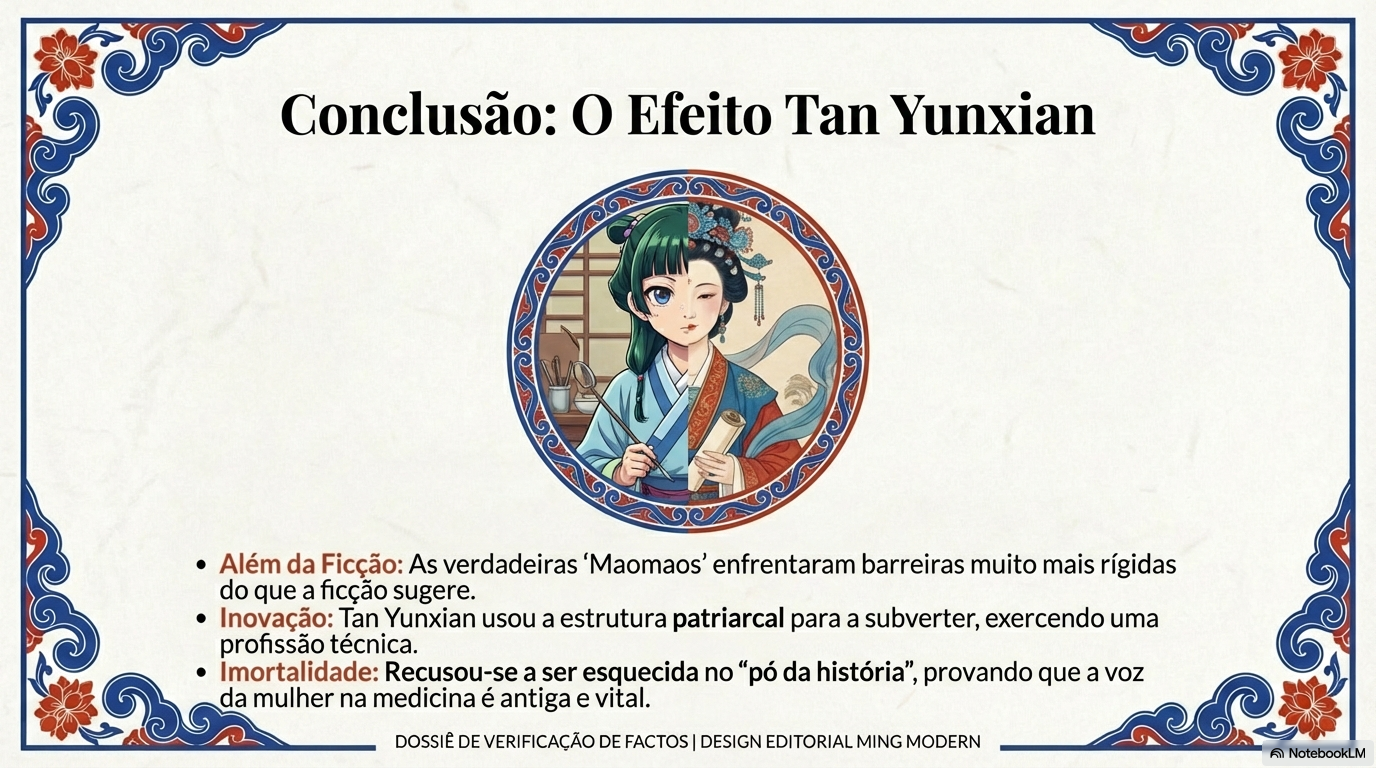 Conclusão: O Efeito Tan Yunxian
• Além da Ficção: As verdadeiras ‘Maomaos’ enfrentaram barreiras muito mais rígidas
do que a ficção sugere.
• Inovação: Tan Yunxian usou a estrutura patriarcal para a subverter, exercendo uma
profissão técnica.
• Imortalidade: Recusou-se a ser esquecida no “pó da história”, provando que a voz
da mulher na medicina é antiga e vital.
DOSSIÊ DE VERIFICAÇÃO DE FACTOS | DESIGN EDITORIAL MING MODERN
NotebookLM